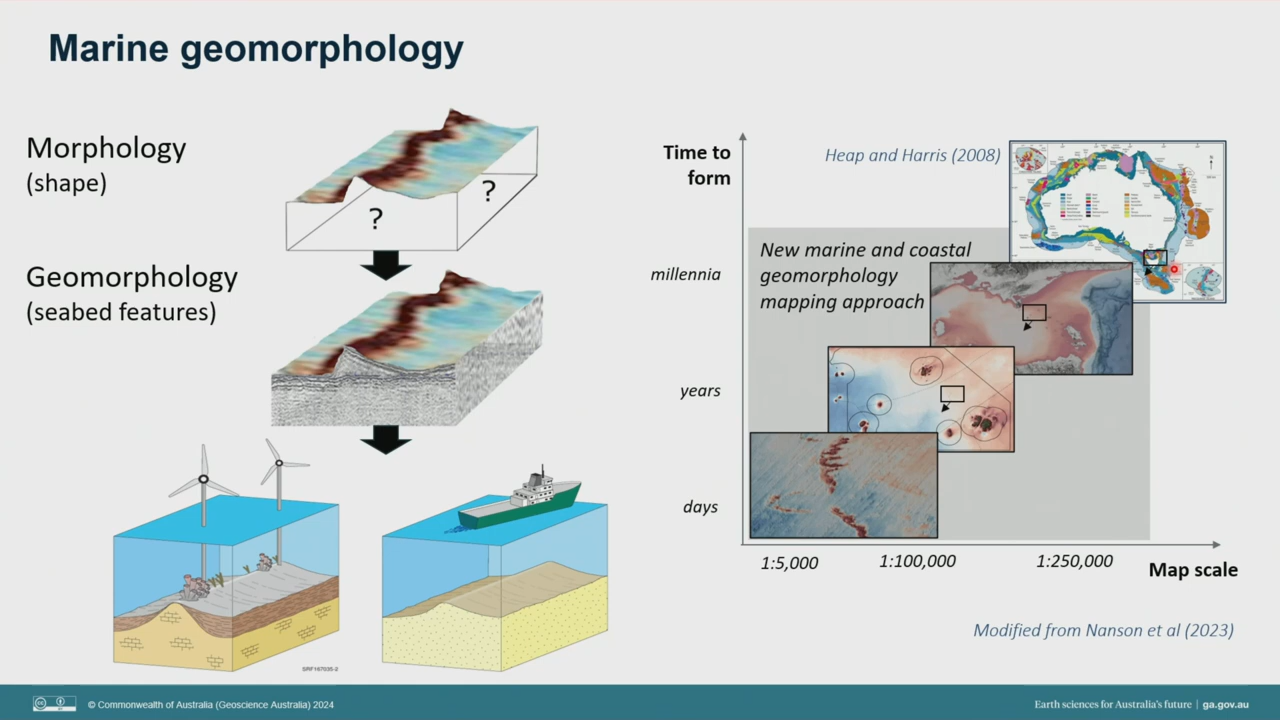 Marine geomorphology
Morphology
(shape)
?
?
Geomorphology
(seabed features)
SRF167035-2
Time to
form
Heap and Harris (2008)
New marine and coastal
geomorphology
mapping approach
millennia
years
days
1:5,000
1:100,000
1:250,000
Map scale
Modified from Nanson et al (2023)
© Commonwealth of Australia (Geoscience Australia) 2024
Earth sciences for Australia's future | ga.gov.au